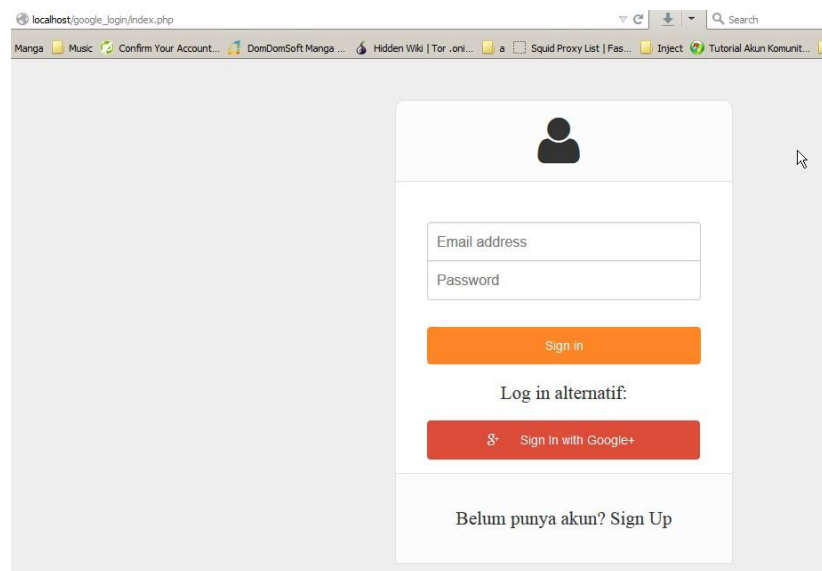 localhost/google_login/index.php
Search
Manga Music Confirm Your Account... DomDomSoft Manga ... Hidden Wiki | Tor .oni... a Squid Proxy List | Fas... Inject Tutorial Akun Komunit...
Email address
Password
Sign in
Log in alternatif:
g+ Sign In with Google+
Belum punya akun? Sign Up